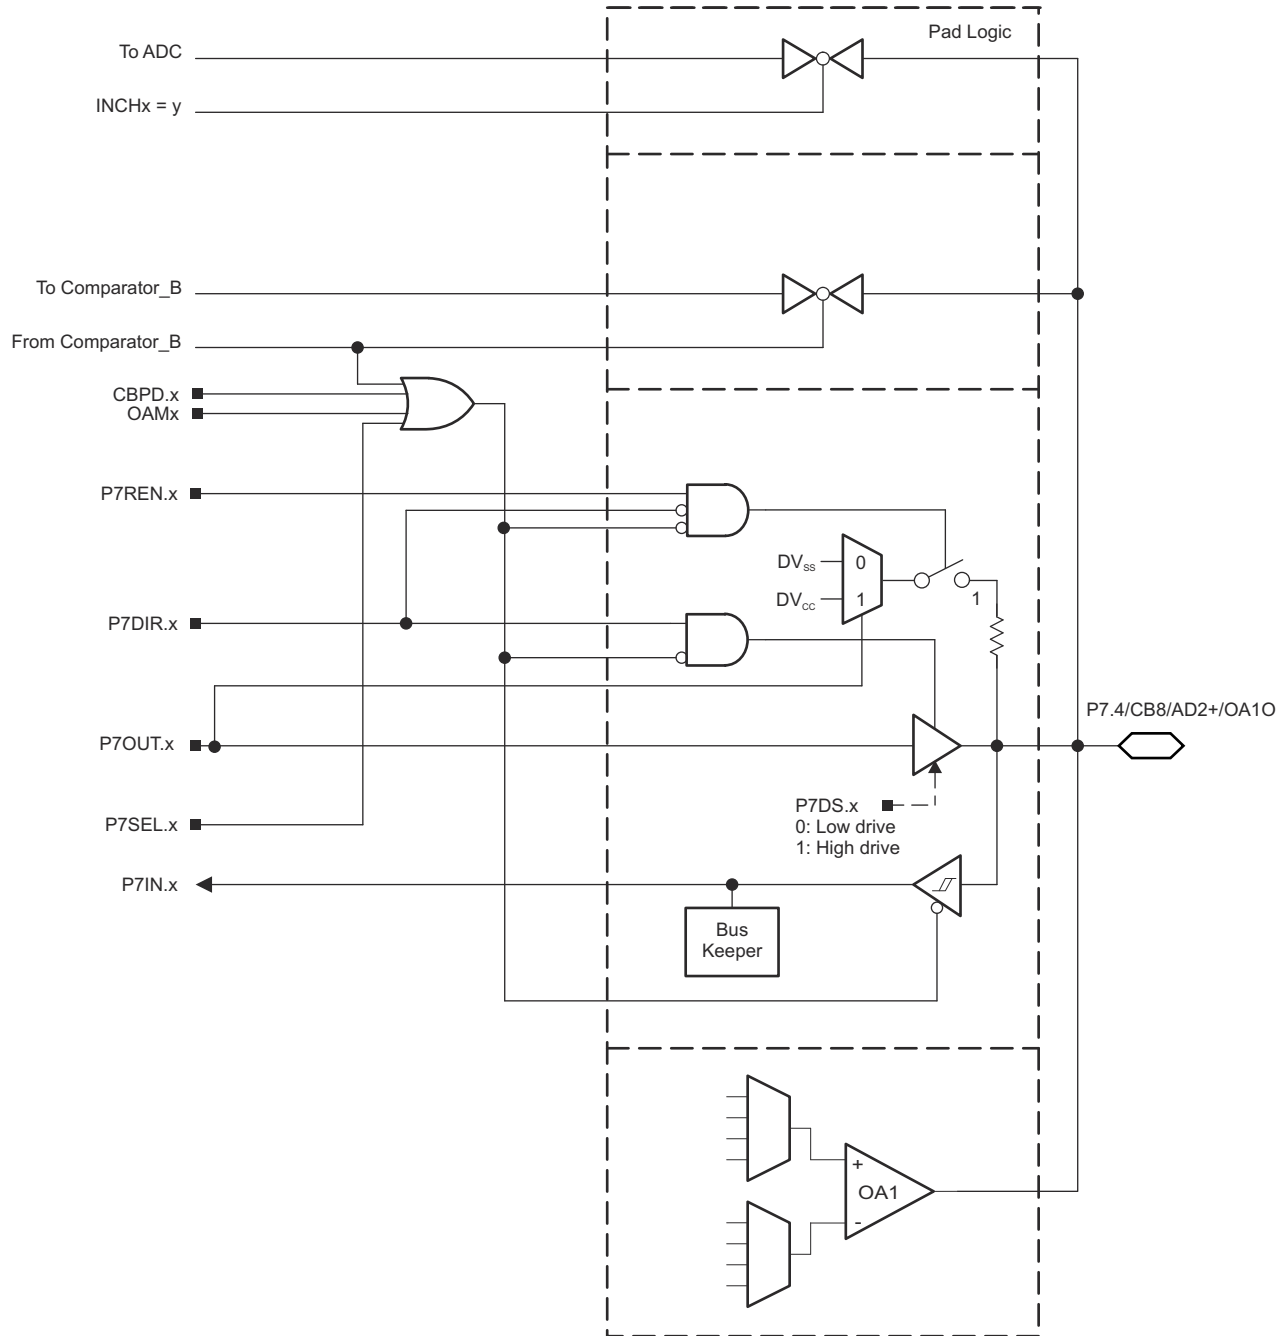 Pad Logic
To ADC
INCHx = y
To Comparator_B
From Comparator_B
CBPD.x
OAMx
P7REN.x
DVSS
0
DVCC
1
1
P7DIR.x
P7.4/CB8/AD2+/OA1O
P7OUT.x
P7DS.x
0: Low drive
1: High drive
P7SEL.x
P7IN.x
Bus
Keeper
+
OA1
-